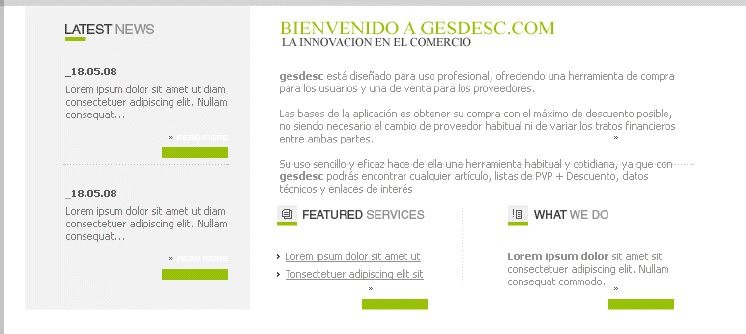 LATEST NEWS
_18.05.08
Lorem ipsum dolor sit amet ut diam
consectetuer adipiscing elit. Nullam
consequat...
» READ MORE
_18.05.08
Lorem ipsum dolor sit amet ut diam
consectetuer adipiscing elit. Nullam
consequat...
» READ MORE
BIENVENIDO A GESDESC.COM
LA INNOVACION EN EL COMERCIO
gesdesc está diseñado para uso profesional, ofreciendo una herramienta de compra
para los usuarios y una de venta para los proveedores.
Las bases de la aplicación es obtener su compra con el máximo de descuento posible,
no siendo necesario el cambio de proveedor habitual ni de variar los tratos financieros
entre ambas partes.
»
Su uso sencillo y eficaz hace de ella una herramienta habitual y cotidiana, ya que con
gesdesc podrás encontrar cualquier artículo, listas de PVP + Descuento, datos
técnicos y enlaces de interés
FEATURED SERVICES
› Lorem ipsum dolor sit amet ut
› Tonsectetuer adipiscing elit sit
»
WHAT WE DO
Lorem ipsum dolor sit amet sit
consectetuer adipiscing elit. Nullam
consequat commodo.
»